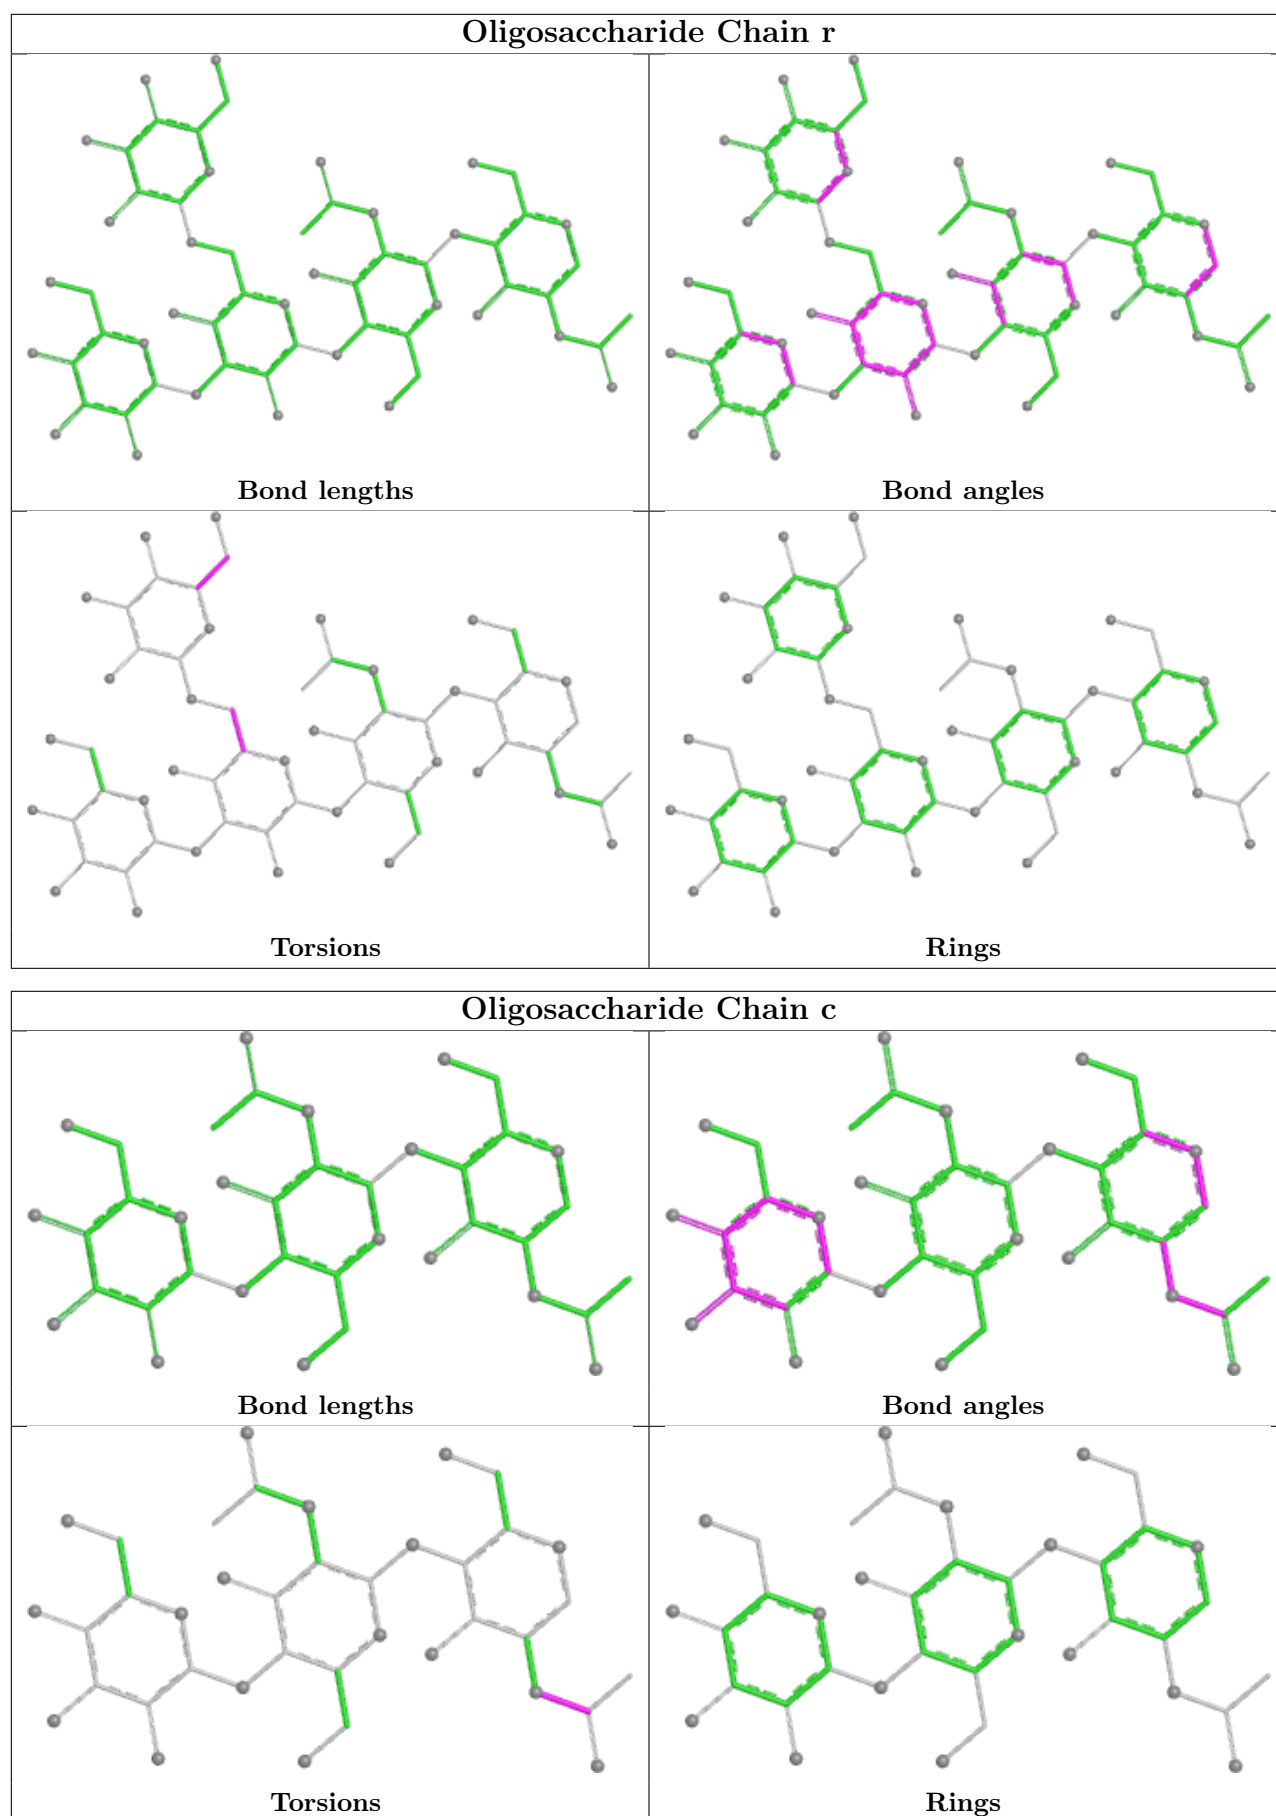 Oligosaccharide Chain r
Bond lengths
Bond angles
Torsions
Rings
Oligosaccharide Chain c
Bond lengths
Bond angles
Torsions
Rings